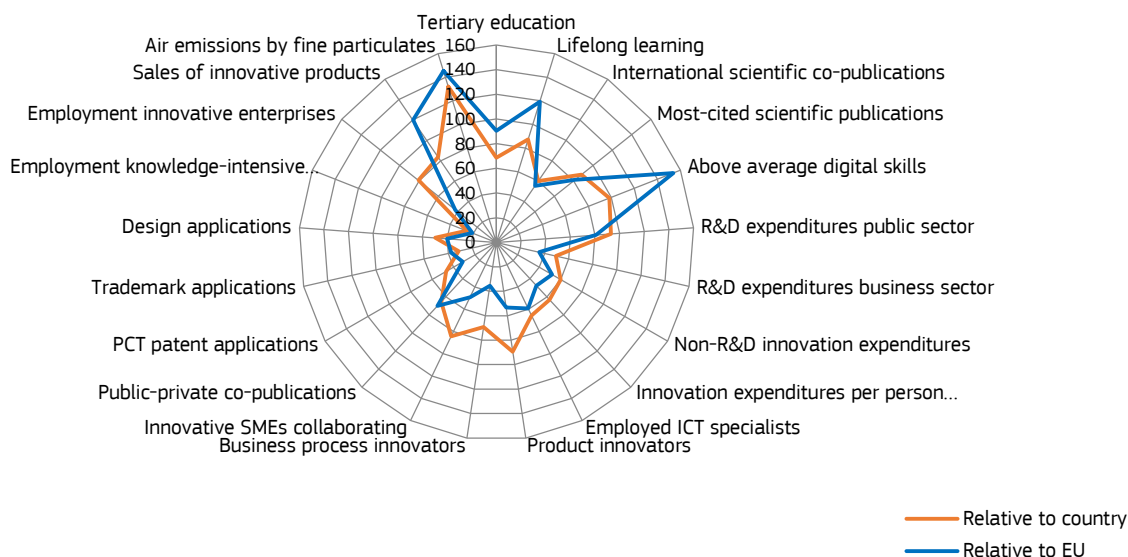 Tertiary education
Air emissions by fine particulates
160
Lifelong learning
Sales of innovative products
140
International scientific co-publications
Employment innovative enterprises
120
Most-cited scientific publications
100
80
Employment knowledge-intensive...
60
Above average digital skills
40
20
Design applications
0
R&D expenditures public sector
Trademark applications
R&D expenditures business sector
PCT patent applications
Non-R&D innovation expenditures
Public-private co-publications
Innovation expenditures per person...
Innovative SMEs collaborating
Employed ICT specialists
Business process innovators
Product innovators
Relative to country
Relative to EU